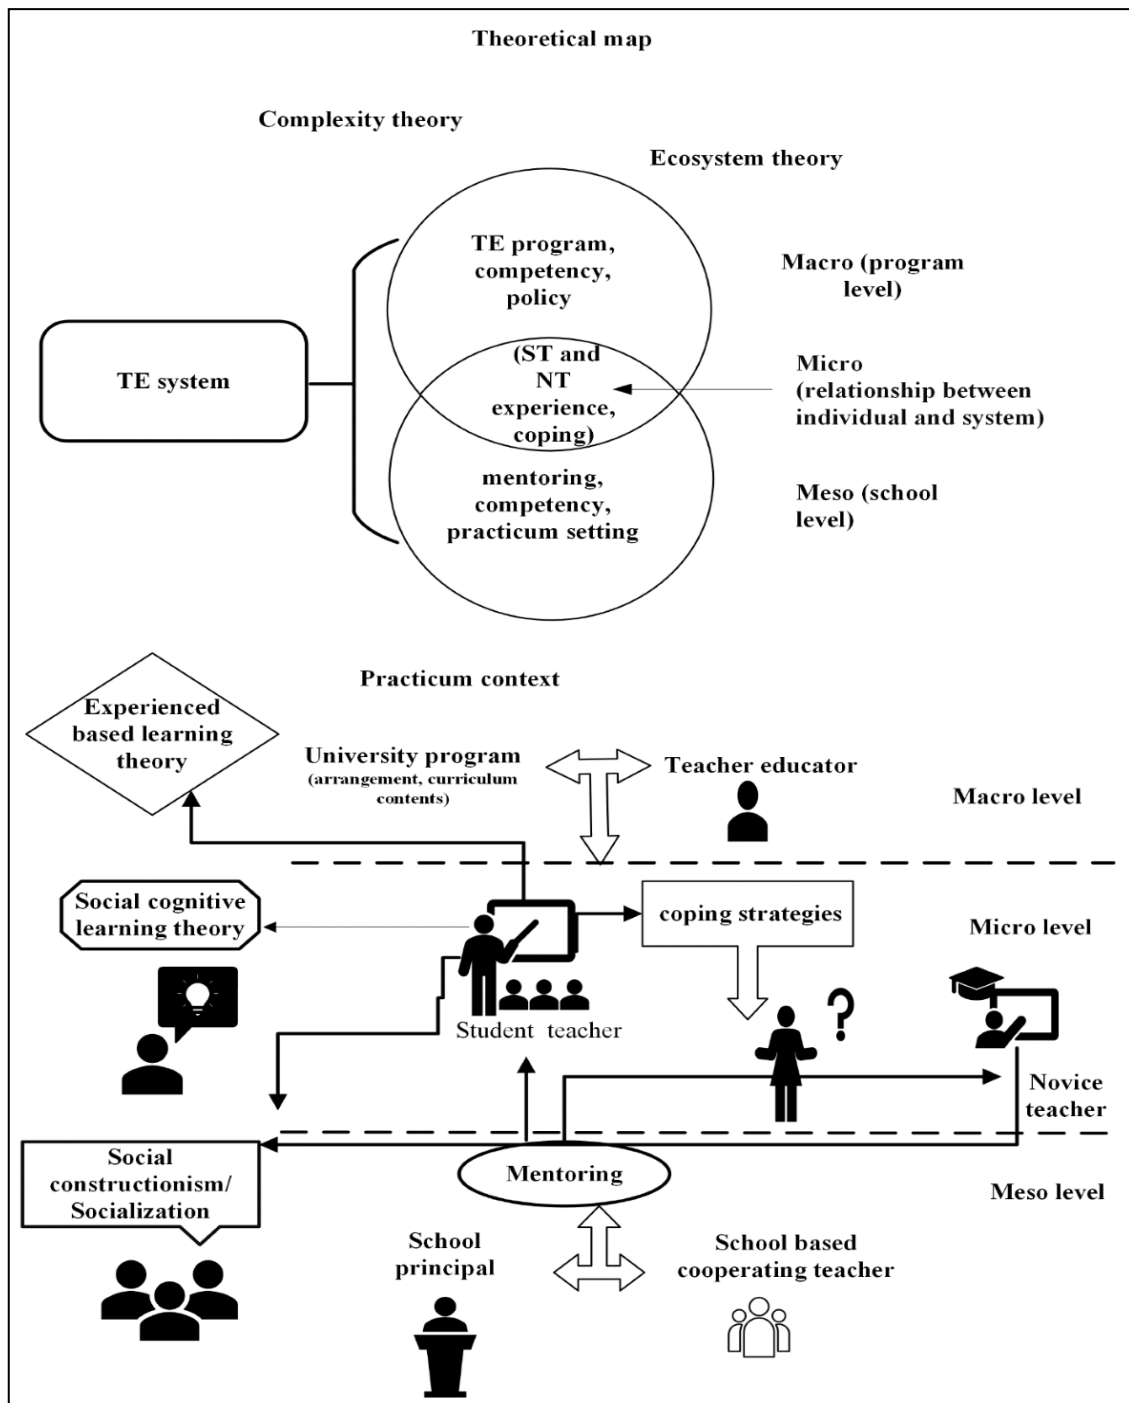 Theoretical map
Complexity theory
Ecosystem theory
TE program,
competency,
policy
Macro (program
level)
TE system
(ST and
NT
experience,
coping)
Micro
(relationship between
individual and system)
mentoring,
competency,
practicum setting
Meso (school
level)
Practicum context
Experienced
based learning
theory
University program
(arrangement, curriculum
contents)
Teacher educator
Macro level
Social cognitive
learning theory
coping strategies
Micro level
?
Student teacher
Novice
teacher
Social
constructionism/
Socialization
Mentoring
Meso level
School
principal
School based
cooperating teacher